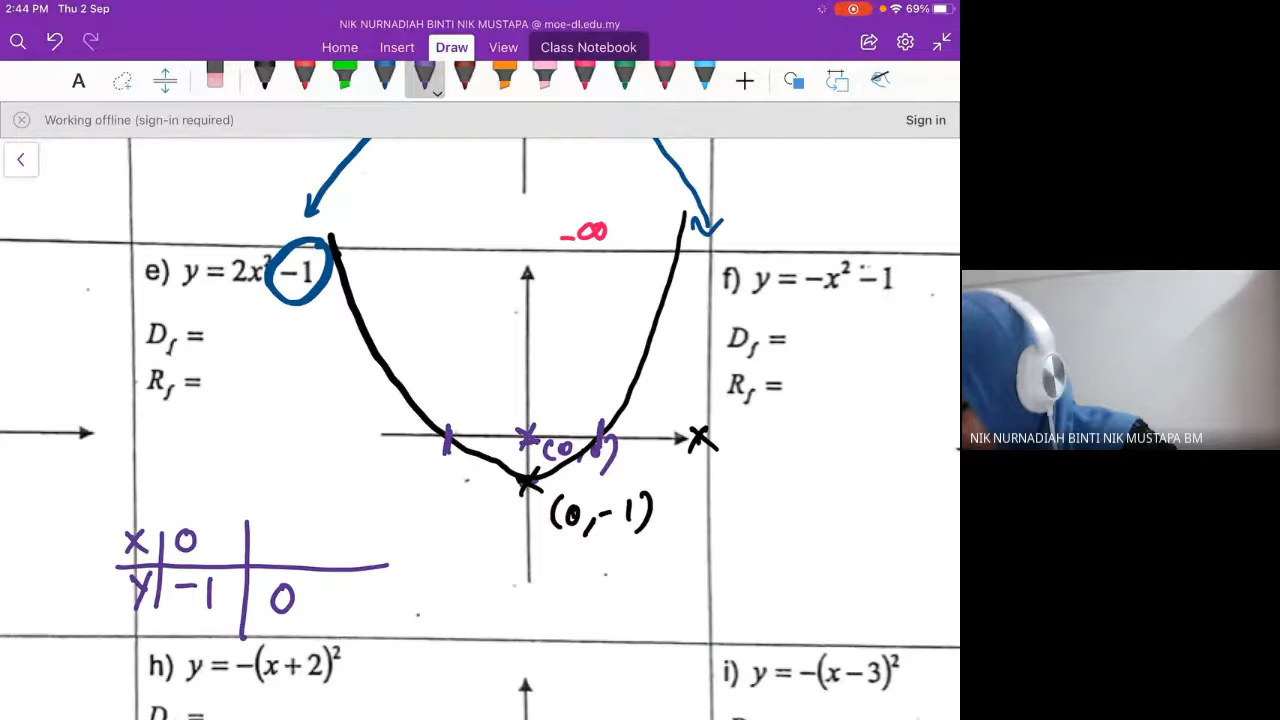 2:44 PM Thu 2 Sep
69%
NIK NURNADIAH BINTI NIK MUSTAPA @ moe-dl.edu.my
Home Insert Draw View Class Notebook
A
Working offline (sign-in required)
Sign in
-∞
e) y = 2x² -1
D_f =
R_f =
f) y = -x² -1
D_f =
R_f =
(0,
(0, -1)
x 0
y -1 0
NIK NURNADIAH BINTI NIK MUSTAPA BM
h) y = -(x+2)²
i) y = -(x-3)²